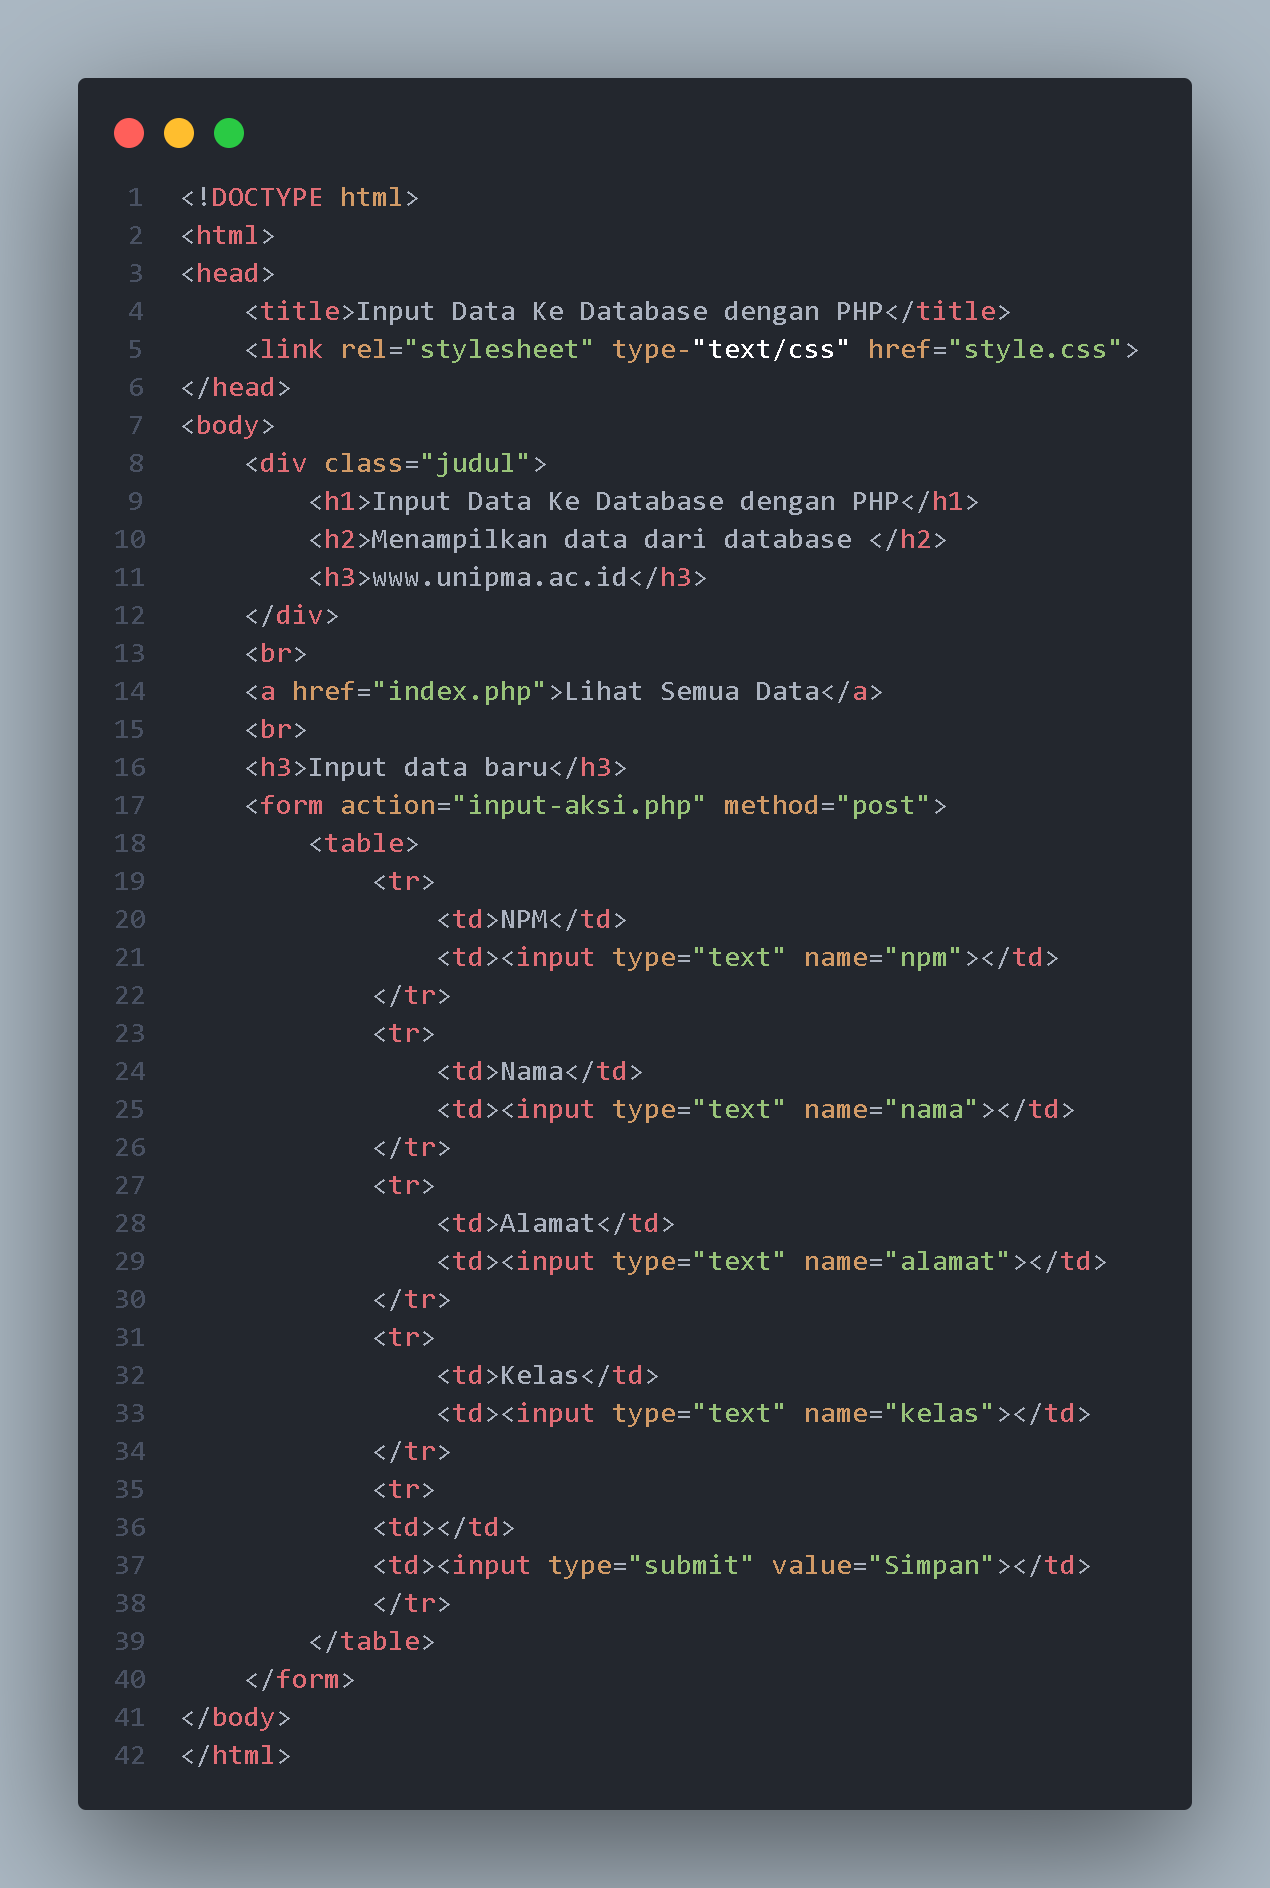 1 <!DOCTYPE html>
2 <html>
3 <head>
4     <title>Input Data Ke Database dengan PHP</title>
5     <link rel="stylesheet" type-"text/css" href="style.css">
6 </head>
7 <body>
8     <div class="judul">
9         <h1>Input Data Ke Database dengan PHP</h1>
10         <h2>Menampilkan data dari database </h2>
11         <h3>www.unipma.ac.id</h3>
12     </div>
13     <br>
14     <a href="index.php">Lihat Semua Data</a>
15     <br>
16     <h3>Input data baru</h3>
17     <form action="input-aksi.php" method="post">
18         <table>
19             <tr>
20                 <td>NPM</td>
21                 <td><input type="text" name="npm"></td>
22             </tr>
23             <tr>
24                 <td>Nama</td>
25                 <td><input type="text" name="nama"></td>
26             </tr>
27             <tr>
28                 <td>Alamat</td>
29                 <td><input type="text" name="alamat"></td>
30             </tr>
31             <tr>
32                 <td>Kelas</td>
33                 <td><input type="text" name="kelas"></td>
34             </tr>
35             <tr>
36             <td></td>
37             <td><input type="submit" value="Simpan"></td>
38             </tr>
39         </table>
40     </form>
41 </body>
42 </html>